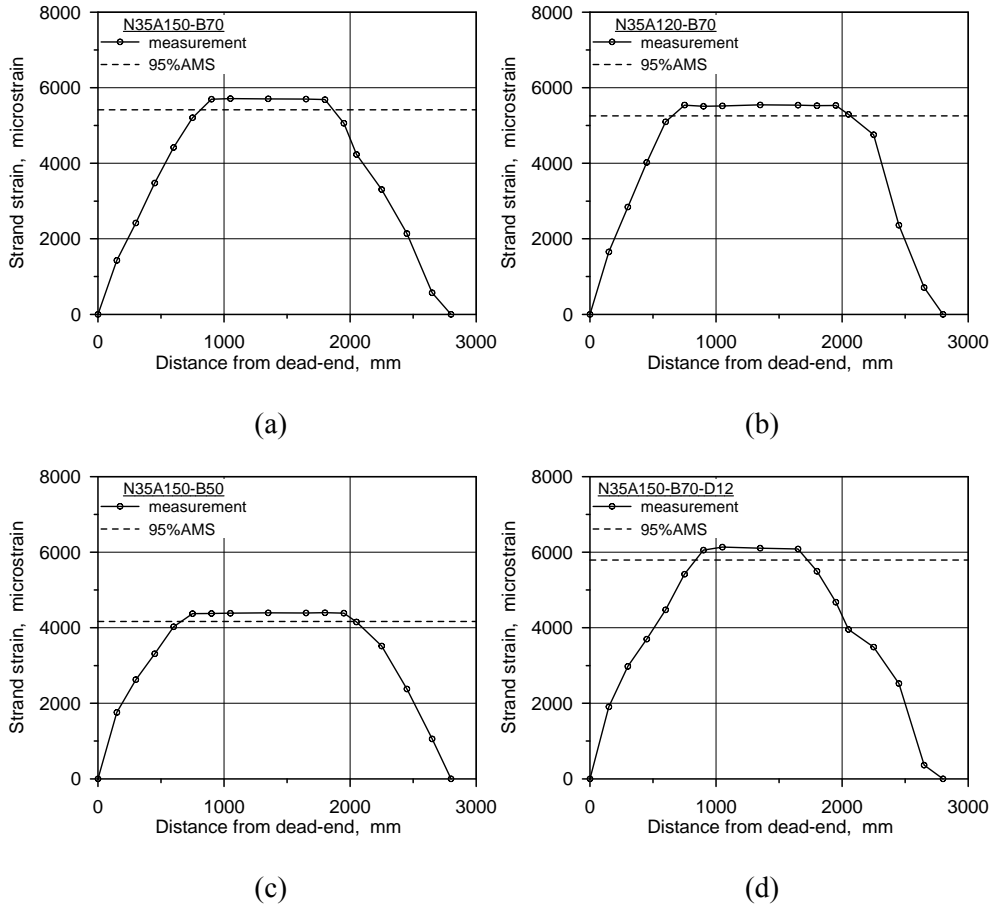 N35A150-B70
measurement
95%AMS
8000
6000
4000
2000
0
Strand strain, microstrain
0 1000 2000 3000
Distance from dead-end, mm
(a)
N35A120-B70
measurement
95%AMS
8000
6000
4000
2000
0
Strand strain, microstrain
0 1000 2000 3000
Distance from dead-end, mm
(b)
N35A150-B50
measurement
95%AMS
8000
6000
4000
2000
0
Strand strain, microstrain
0 1000 2000 3000
Distance from dead-end, mm
(c)
N35A150-B70-D12
measurement
95%AMS
8000
6000
4000
2000
0
Strand strain, microstrain
0 1000 2000 3000
Distance from dead-end, mm
(d)